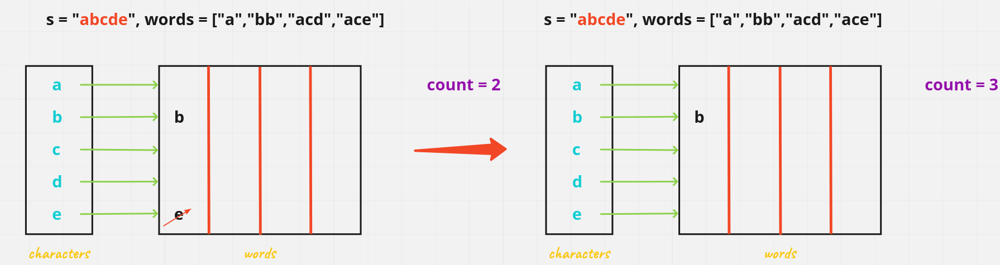 s = "abcde", words = ["a","bb","acd","ace"]
a
b
c
d
e
b
e
characters
words
count = 2
s = "abcde", words = ["a","bb","acd","ace"]
a
b
c
d
e
b
characters
words
count = 3